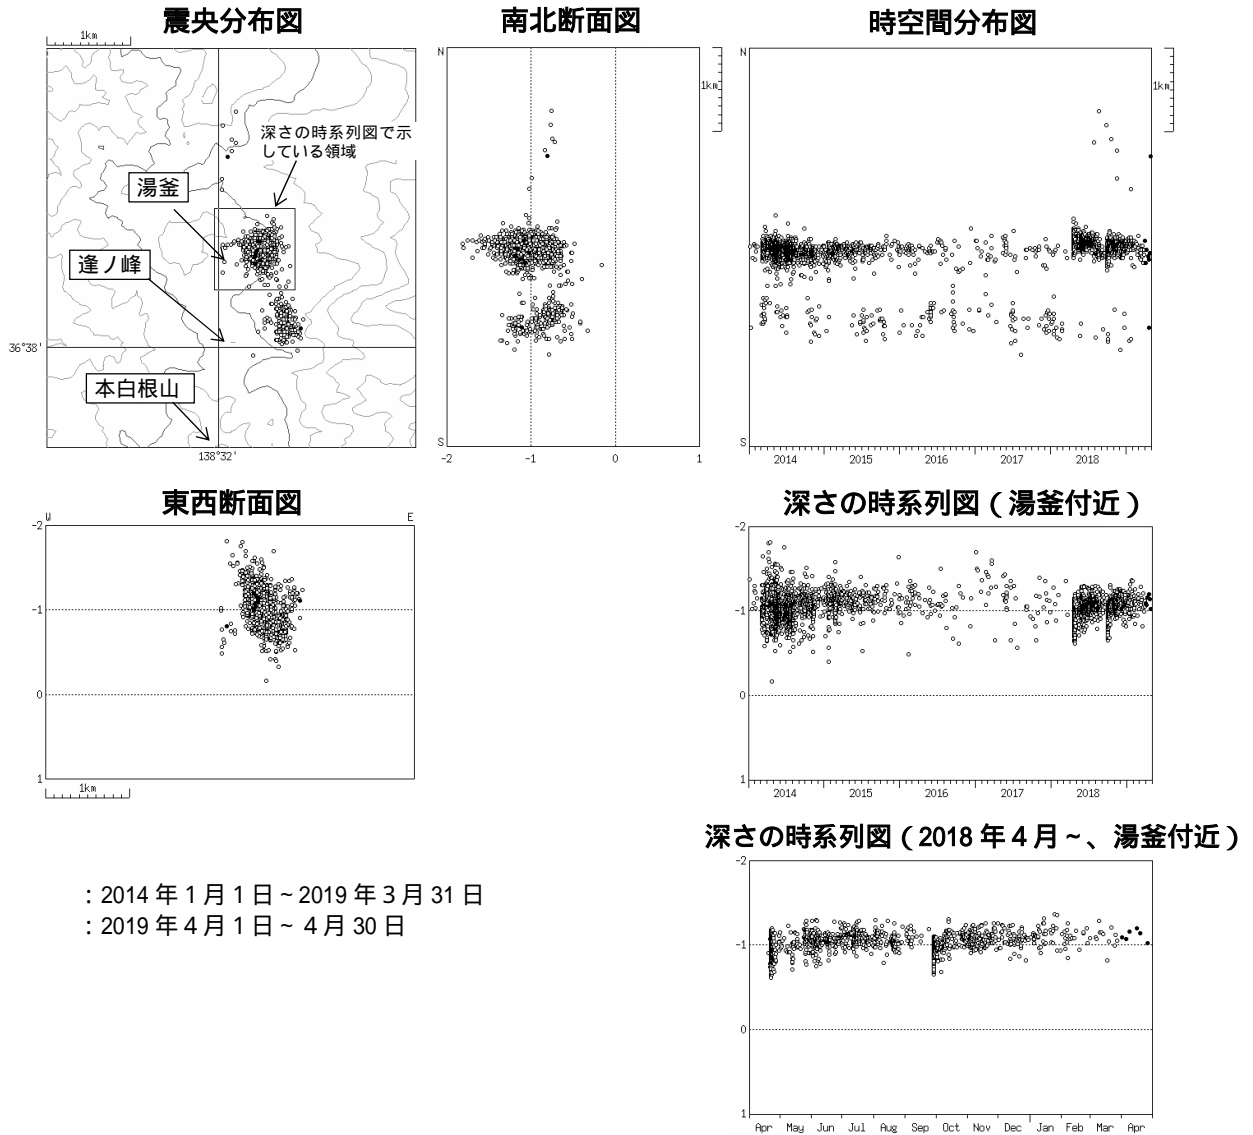 震央分布図
南北断面図
時空間分布図
1km
深さの時系列図で示
している領域
湯釜
逢ノ峰
本白根山
36°38'
138°32'
N
S
-2
-1
0
1
1km
N
S
2014
2015
2016
2017
2018
1km
東西断面図
W
E
-2
-1
0
1
1km
深さの時系列図(湯釜付近)
-2
-1
0
1
2014
2015
2016
2017
2018
深さの時系列図(2018年4月~、湯釜付近)
-2
-1
0
1
Apr May Jun Jul Aug Sep Oct Nov Dec Jan Feb Mar Apr
:2014年1月1日~2019年3月31日
:2019年4月1日~4月30日